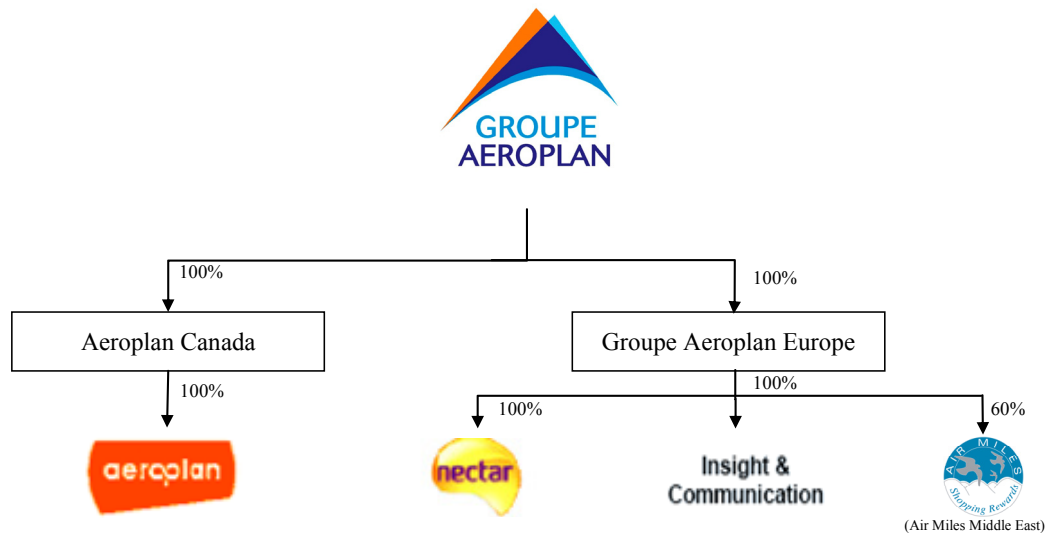 GROUPE
AEROPLAN
100%
100%
Aeroplan Canada
Groupe Aeroplan Europe
100%
100%
100%
60%
aeroplan
nectar
Insight &
Communication
AIR MILES
Shopping Rewards
(Air Miles Middle East)